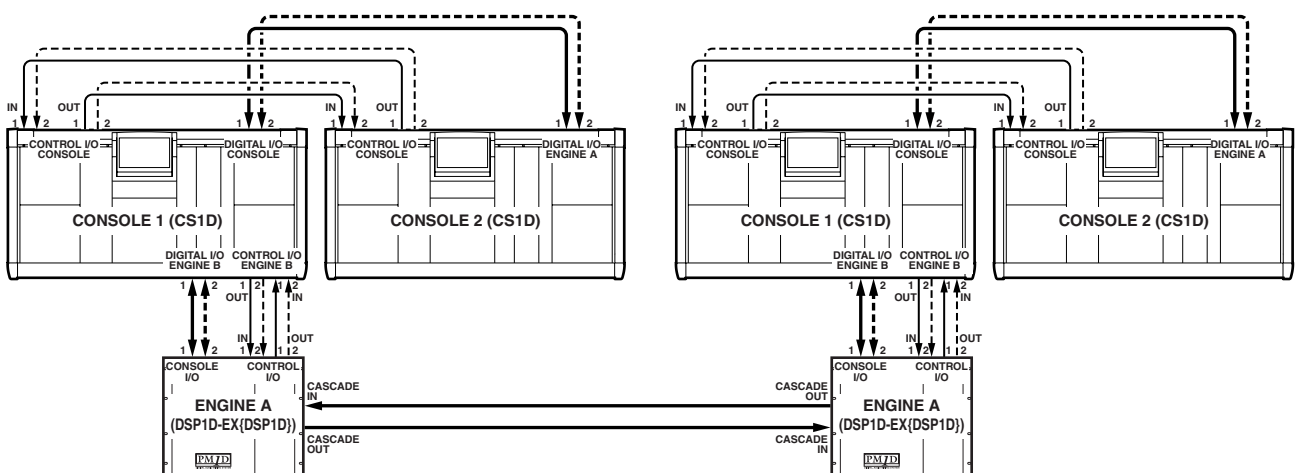 IN OUT IN OUT IN OUT IN OUT
1 2 1 2 1 2 1 2 1 2 1 2 1 2 1 2 1 2 1 2 1 2 1 2
CONTROL I/O
CONSOLE
DIGITAL I/O
CONSOLE
CONTROL I/O
CONSOLE
DIGITAL I/O
ENGINE A
CONTROL I/O
CONSOLE
DIGITAL I/O
CONSOLE
CONTROL I/O
CONSOLE
DIGITAL I/O
ENGINE A
CONSOLE 1 (CS1D)
CONSOLE 2 (CS1D)
CONSOLE 1 (CS1D)
CONSOLE 2 (CS1D)
DIGITAL I/O
ENGINE B
CONTROL I/O
ENGINE B
DIGITAL I/O
ENGINE B
CONTROL I/O
ENGINE B
1 2 1 2 1 2 1 2 1 2 1 2
OUT IN OUT IN
IN OUT IN OUT
1 2 1 2 1 2 1 2 1 2 1 2
CONSOLE
I/O
CONTROL
I/O
CONSOLE
I/O
CONTROL
I/O
CASCADE
IN
CASCADE
OUT
ENGINE A
(DSP1D-EX{DSP1D})
ENGINE A
(DSP1D-EX{DSP1D})
CASCADE
OUT
CASCADE
IN
PM1D
PM1D